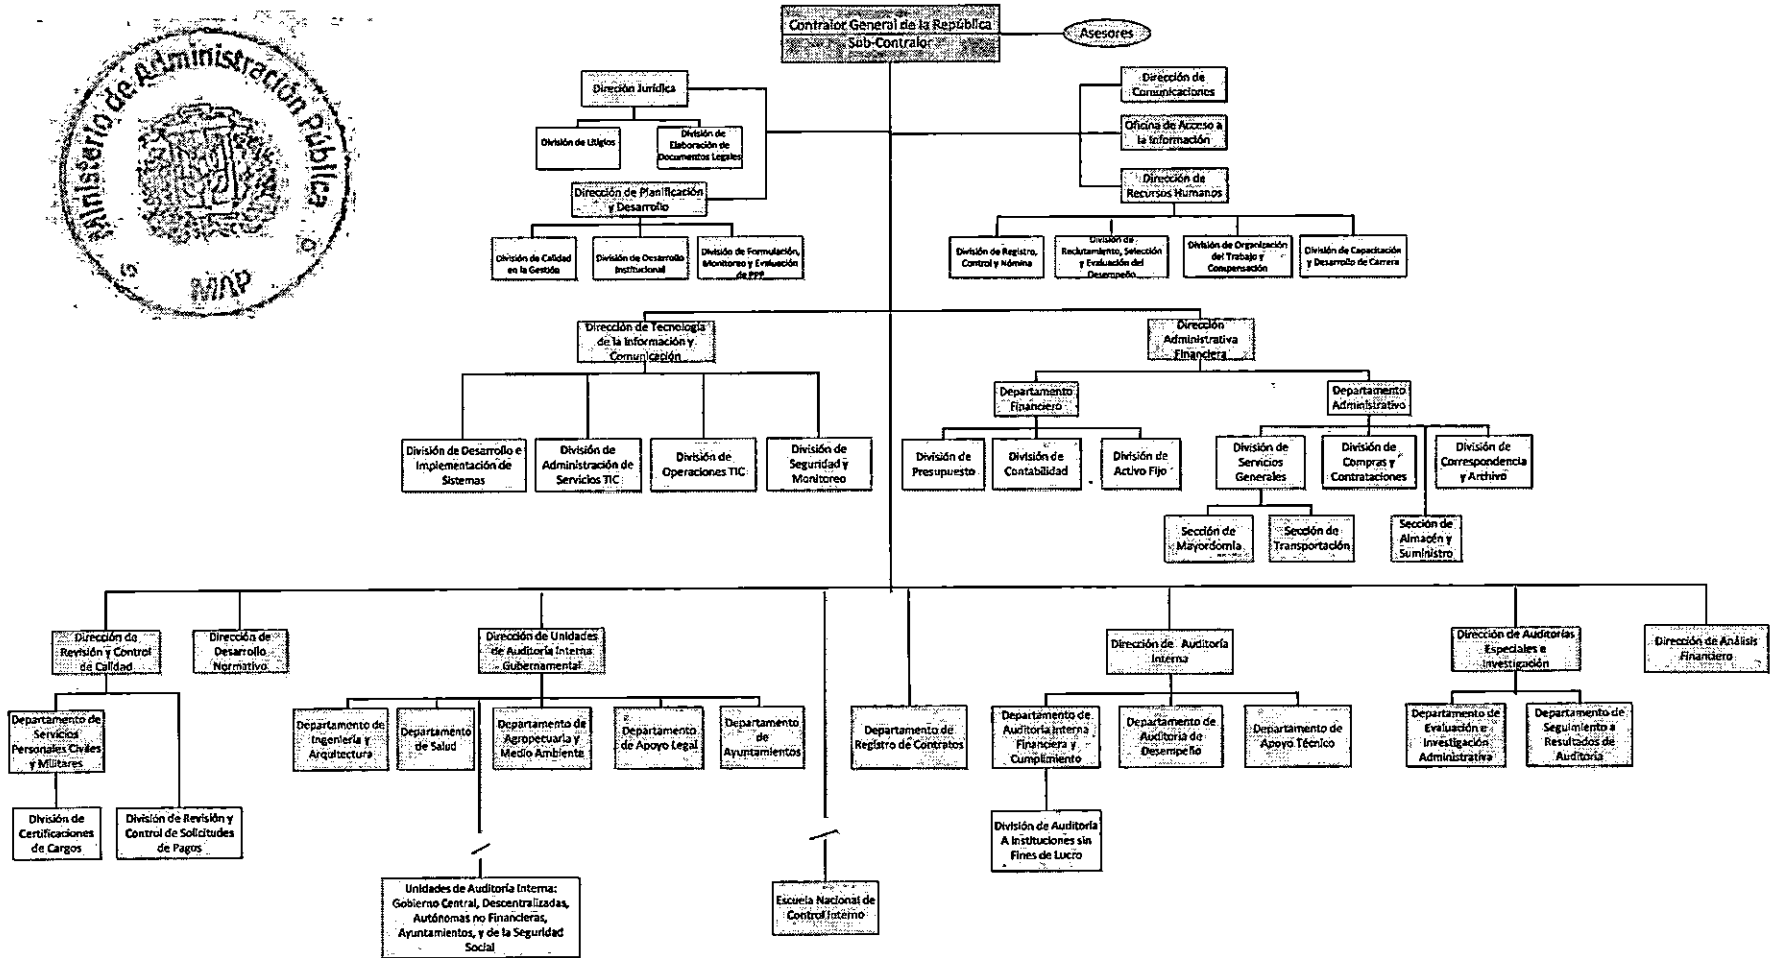 Contralor General de la República
Sub-Contralor
Asesores
Ministerio de Administración Pública
MAP
Direción Jurídica
División de Litigios
División de
Elaboración de
Documentos Legales
Dirección de Planificación
y Desarrollo
División de Calidad
en la Gestión
División de Desarrollo
Institucional
División de Formulación,
Monitoreo y Evaluación
de PPP
Dirección de
Comunicaciones
Oficina de Acceso a
la Información
Dirección de
Recursos Humanos
División de Registro,
Control y Nómina
División de
Reclutamiento, Selección
y Evaluación del
Desempeño
División de Organización
del Trabajo y
Compensación
División de Capacitación
y Desarrollo de Carrera
Dirección de Tecnología
de la Información y
Comunicación
División de Desarrollo e
Implementación de
Sistemas
División de
Administración de
Servicios TIC
División de
Operaciones TIC
División de
Seguridad y
Monitoreo
Dirección
Administrativa
Financiera
Departamento
Financiero
Departamento
Administrativo
División de
Presupuesto
División de
Contabilidad
División de
Activo Fijo
División de
Servicios
Generales
División de
Compras y
Contrataciones
División de
Correspondencia
y Archivo
Sección de
Mayordomía
Sección de
Transportación
Sección de
Almacén y
Suministro
Dirección de
Revisión y Control
de Calidad
Dirección de
Desarrollo
Normativo
Dirección de Unidades
de Auditoría Interna
Gubernamental
Dirección de Auditoría
Interna
Dirección de Auditorías
Especiales e
Investigación
Dirección de Análisis
Financiero
Departamento de
Servicios
Personales Civiles
y Militares
Departamento de
Ingeniería y
Arquitectura
Departamento
de Salud
Departamento de
Agropecuaria y
Medio Ambiente
Departamento
de Apoyo Legal
Departamento
de
Ayuntamientos
Departamento de
Registro de Contratos
Departamento de
Auditoría Interna
Financiera y
Cumplimiento
Departamento de
Auditoría de
Desempeño
Departamento de
Apoyo Técnico
Departamento de
Evaluación e
Investigación
Administrativa
Departamento de
Seguimiento a
Resultados de
Auditoría
División de
Certificaciones
de Cargos
División de Revisión y
Control de Solicitudes
de Pagos
División de Auditoría
A Instituciones sin
Fines de Lucro
Unidades de Auditoría Interna:
Gobierno Central, Descentralizadas,
Autónomas no Financieras,
Ayuntamientos, y de la Seguridad
Social
Escuela Nacional de
Control Interno